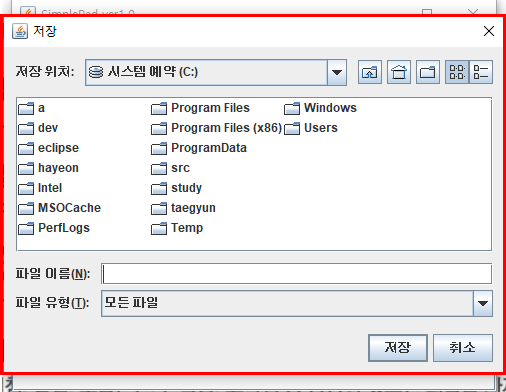 SimplePad ver1.0
저장
저장 위치: 시스템 예약 (C:)
a Program Files Windows
dev Program Files (x86) Users
eclipse ProgramData
hayeon src
Intel study
MSOCache taegyun
PerfLogs Temp
파일 이름(N):
파일 유형(T): 모든 파일
저장 취소